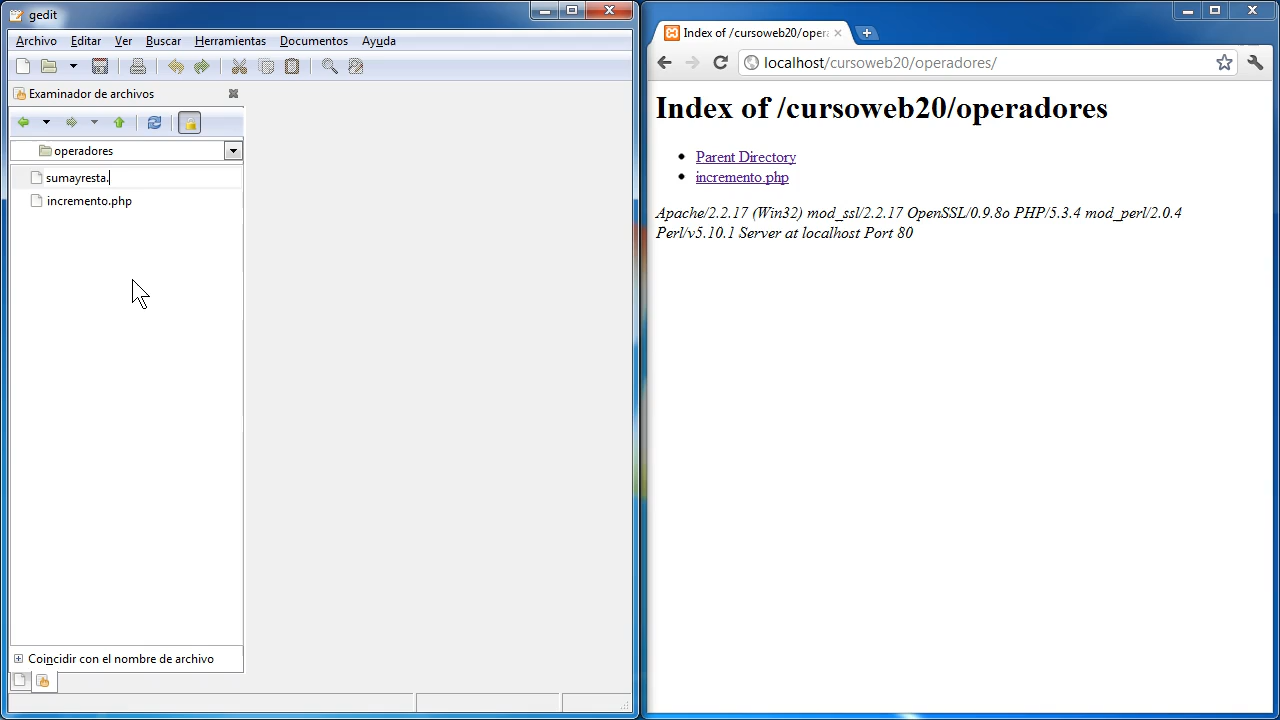 gedit
Archivo Editar Ver Buscar Herramientas Documentos Ayuda
Examinador de archivos
operadores
sumayresta.
incremento.php
Coincidir con el nombre de archivo
Index of /cursoweb20/opera
localhost/cursoweb20/operadores/
Index of /cursoweb20/operadores
Parent Directory
incremento.php
Apache/2.2.17 (Win32) mod_ssl/2.2.17 OpenSSL/0.9.8o PHP/5.3.4 mod_perl/2.0.4
Perl/v5.10.1 Server at localhost Port 80